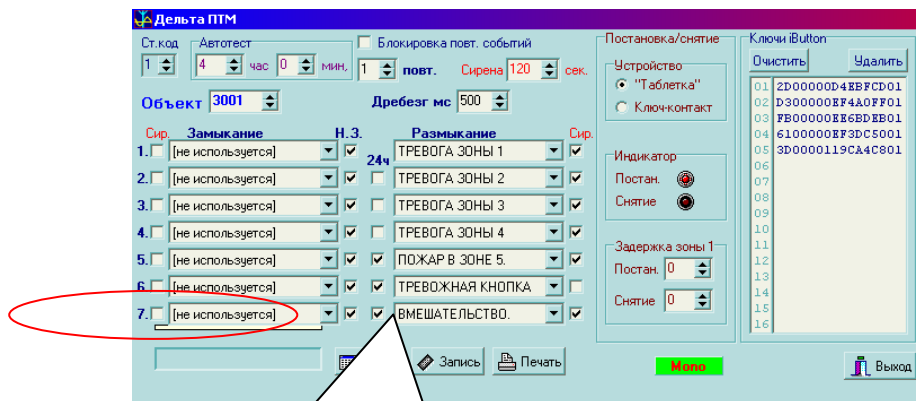 Дельта ПТМ
Ст.код Автотест Блокировка повт. событий Постановка/снятие Ключи iButton
1 4 час 0 мин, 1 повт. Сирена 120 сек. Устройство Очистить Удалить
Объект 3001 Дребезг мс 500 "Таблетка" Ключ-контакт
Сир. Замыкание Н.З. 24ч Размыкание Сир.
1. [не используется] ТРЕВОГА ЗОНЫ 1
2. [не используется] ТРЕВОГА ЗОНЫ 2
3. [не используется] ТРЕВОГА ЗОНЫ 3
4. [не используется] ТРЕВОГА ЗОНЫ 4
5. [не используется] ПОЖАР В ЗОНЕ 5.
6. [не используется] ТРЕВОЖНАЯ КНОПКА
7. [не используется] ВМЕШАТЕЛЬСТВО.
Индикатор
Постан.
Снятие
Задержка зоны 1
Постан. 0
Снятие 0
01 2D00000D4EBFCD01
02 D300000EF4A0FF01
03 FB00000EE6BDEB01
04 6100000EF3DC5001
05 3D0000119CA4C801
06
07
08
09
10
11
12
13
14
15
16
Запись Печать Mono Выход